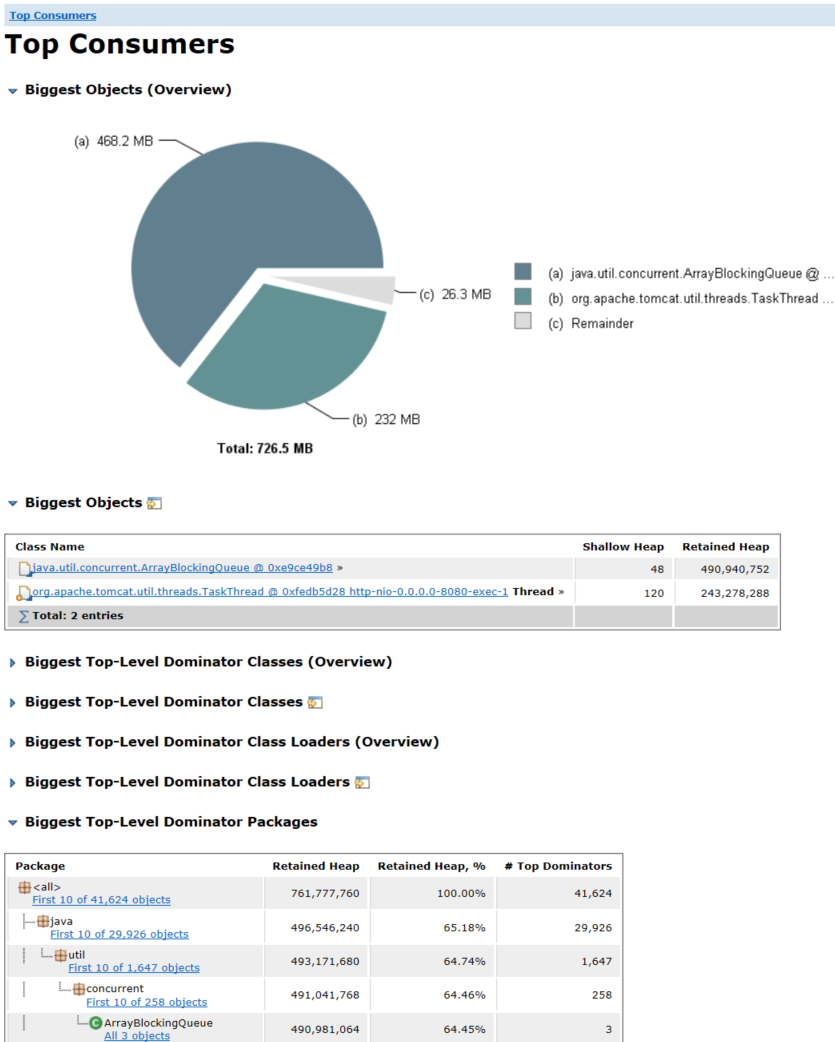 Top Consumers
Top Consumers
Biggest Objects (Overview)
(a) 468.2 MB
(c) 26.3 MB
(b) 232 MB
(a) java.util.concurrent.ArrayBlockingQueue @ ...
(b) org.apache.tomcat.util.threads.TaskThread ...
(c) Remainder
Total: 726.5 MB
Biggest Objects
Class Name Shallow Heap Retained Heap
java.util.concurrent.ArrayBlockingQueue @ 0xe9ce49b8 » 48 490,940,752
org.apache.tomcat.util.threads.TaskThread @ 0xfedb5d28 http-nio-0.0.0.0-8080-exec-1 Thread » 120 243,278,288
∑ Total: 2 entries
Biggest Top-Level Dominator Classes (Overview)
Biggest Top-Level Dominator Classes
Biggest Top-Level Dominator Class Loaders (Overview)
Biggest Top-Level Dominator Class Loaders
Biggest Top-Level Dominator Packages
Package Retained Heap Retained Heap, % # Top Dominators
<all>
First 10 of 41,624 objects 761,777,760 100.00% 41,624
java
First 10 of 29,926 objects 496,546,240 65.18% 29,926
util
First 10 of 1,647 objects 493,171,680 64.74% 1,647
concurrent
First 10 of 258 objects 491,041,768 64.46% 258
C ArrayBlockingQueue
All 3 objects 490,981,064 64.45% 3